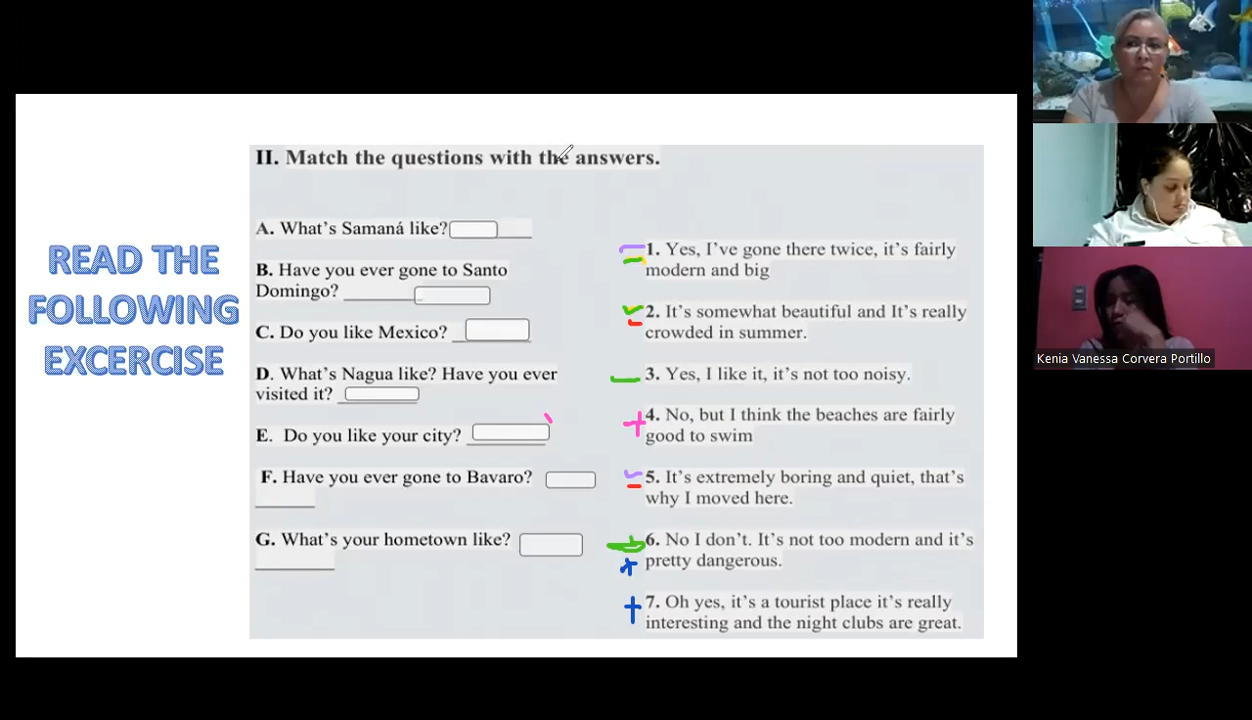 READ THE
FOLLOWING
EXCERCISE
II. Match the questions with the answers.
A. What's Samaná like?
B. Have you ever gone to Santo
Domingo?
C. Do you like Mexico?
D. What's Nagua like? Have you ever
visited it?
E. Do you like your city?
F. Have you ever gone to Bavaro?
G. What's your hometown like?
1. Yes, I've gone there twice, it's fairly
modern and big
2. It's somewhat beautiful and It's really
crowded in summer.
3. Yes, I like it, it's not too noisy.
4. No, but I think the beaches are fairly
good to swim
5. It's extremely boring and quiet, that's
why I moved here.
6. No I don't. It's not too modern and it's
pretty dangerous.
7. Oh yes, it's a tourist place it's really
interesting and the night clubs are great.
Kenia Vanessa Corvera Portillo